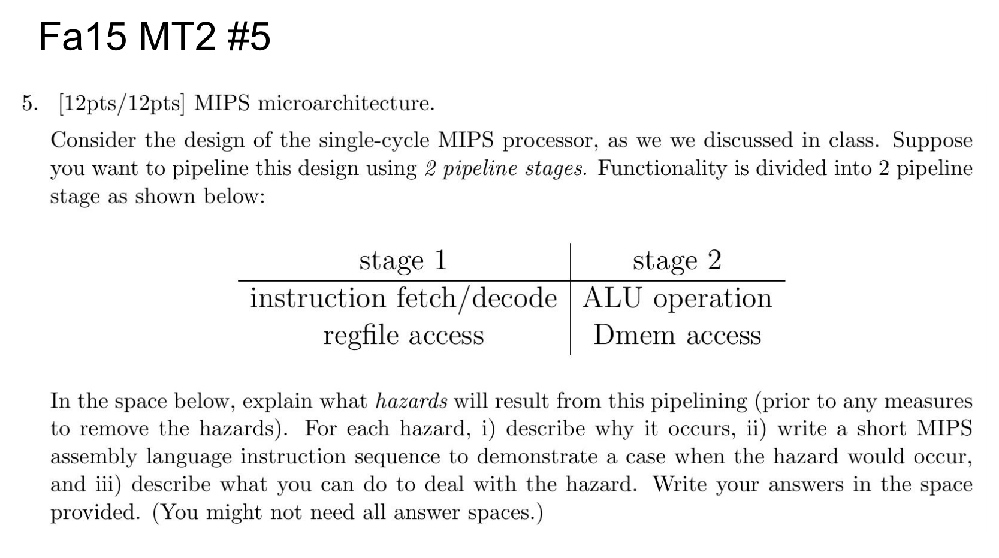 Fa15 MT2 #5
5. [12pts/12pts] MIPS microarchitecture.
Consider the design of the single-cycle MIPS processor, as we we discussed in class. Suppose
you want to pipeline this design using 2 pipeline stages. Functionality is divided into 2 pipeline
stage as shown below:
stage 1 stage 2
instruction fetch/decode ALU operation
regfile access Dmem access
In the space below, explain what hazards will result from this pipelining (prior to any measures
to remove the hazards). For each hazard, i) describe why it occurs, ii) write a short MIPS
assembly language instruction sequence to demonstrate a case when the hazard would occur,
and iii) describe what you can do to deal with the hazard. Write your answers in the space
provided. (You might not need all answer spaces.)